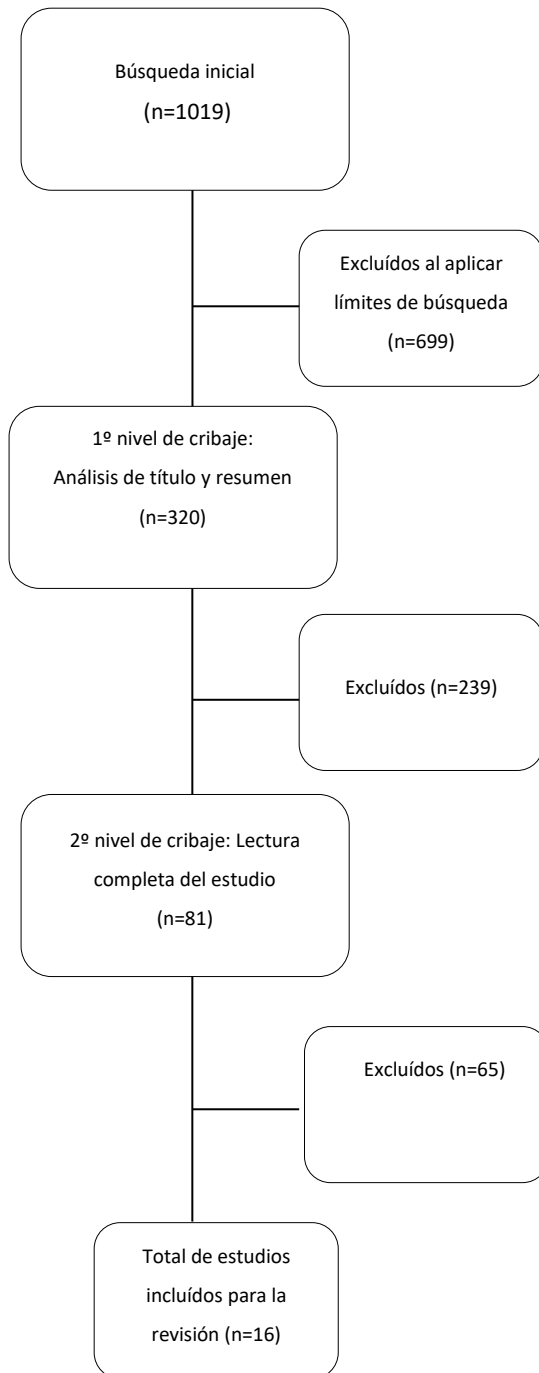 Búsqueda inicial
(n=1019)
Excluídos al aplicar
límites de búsqueda
(n=699)
1º nivel de cribaje:
Análisis de título y resumen
(n=320)
Excluídos (n=239)
2º nivel de cribaje: Lectura
completa del estudio
(n=81)
Excluídos (n=65)
Total de estudios
incluídos para la
revisión (n=16)